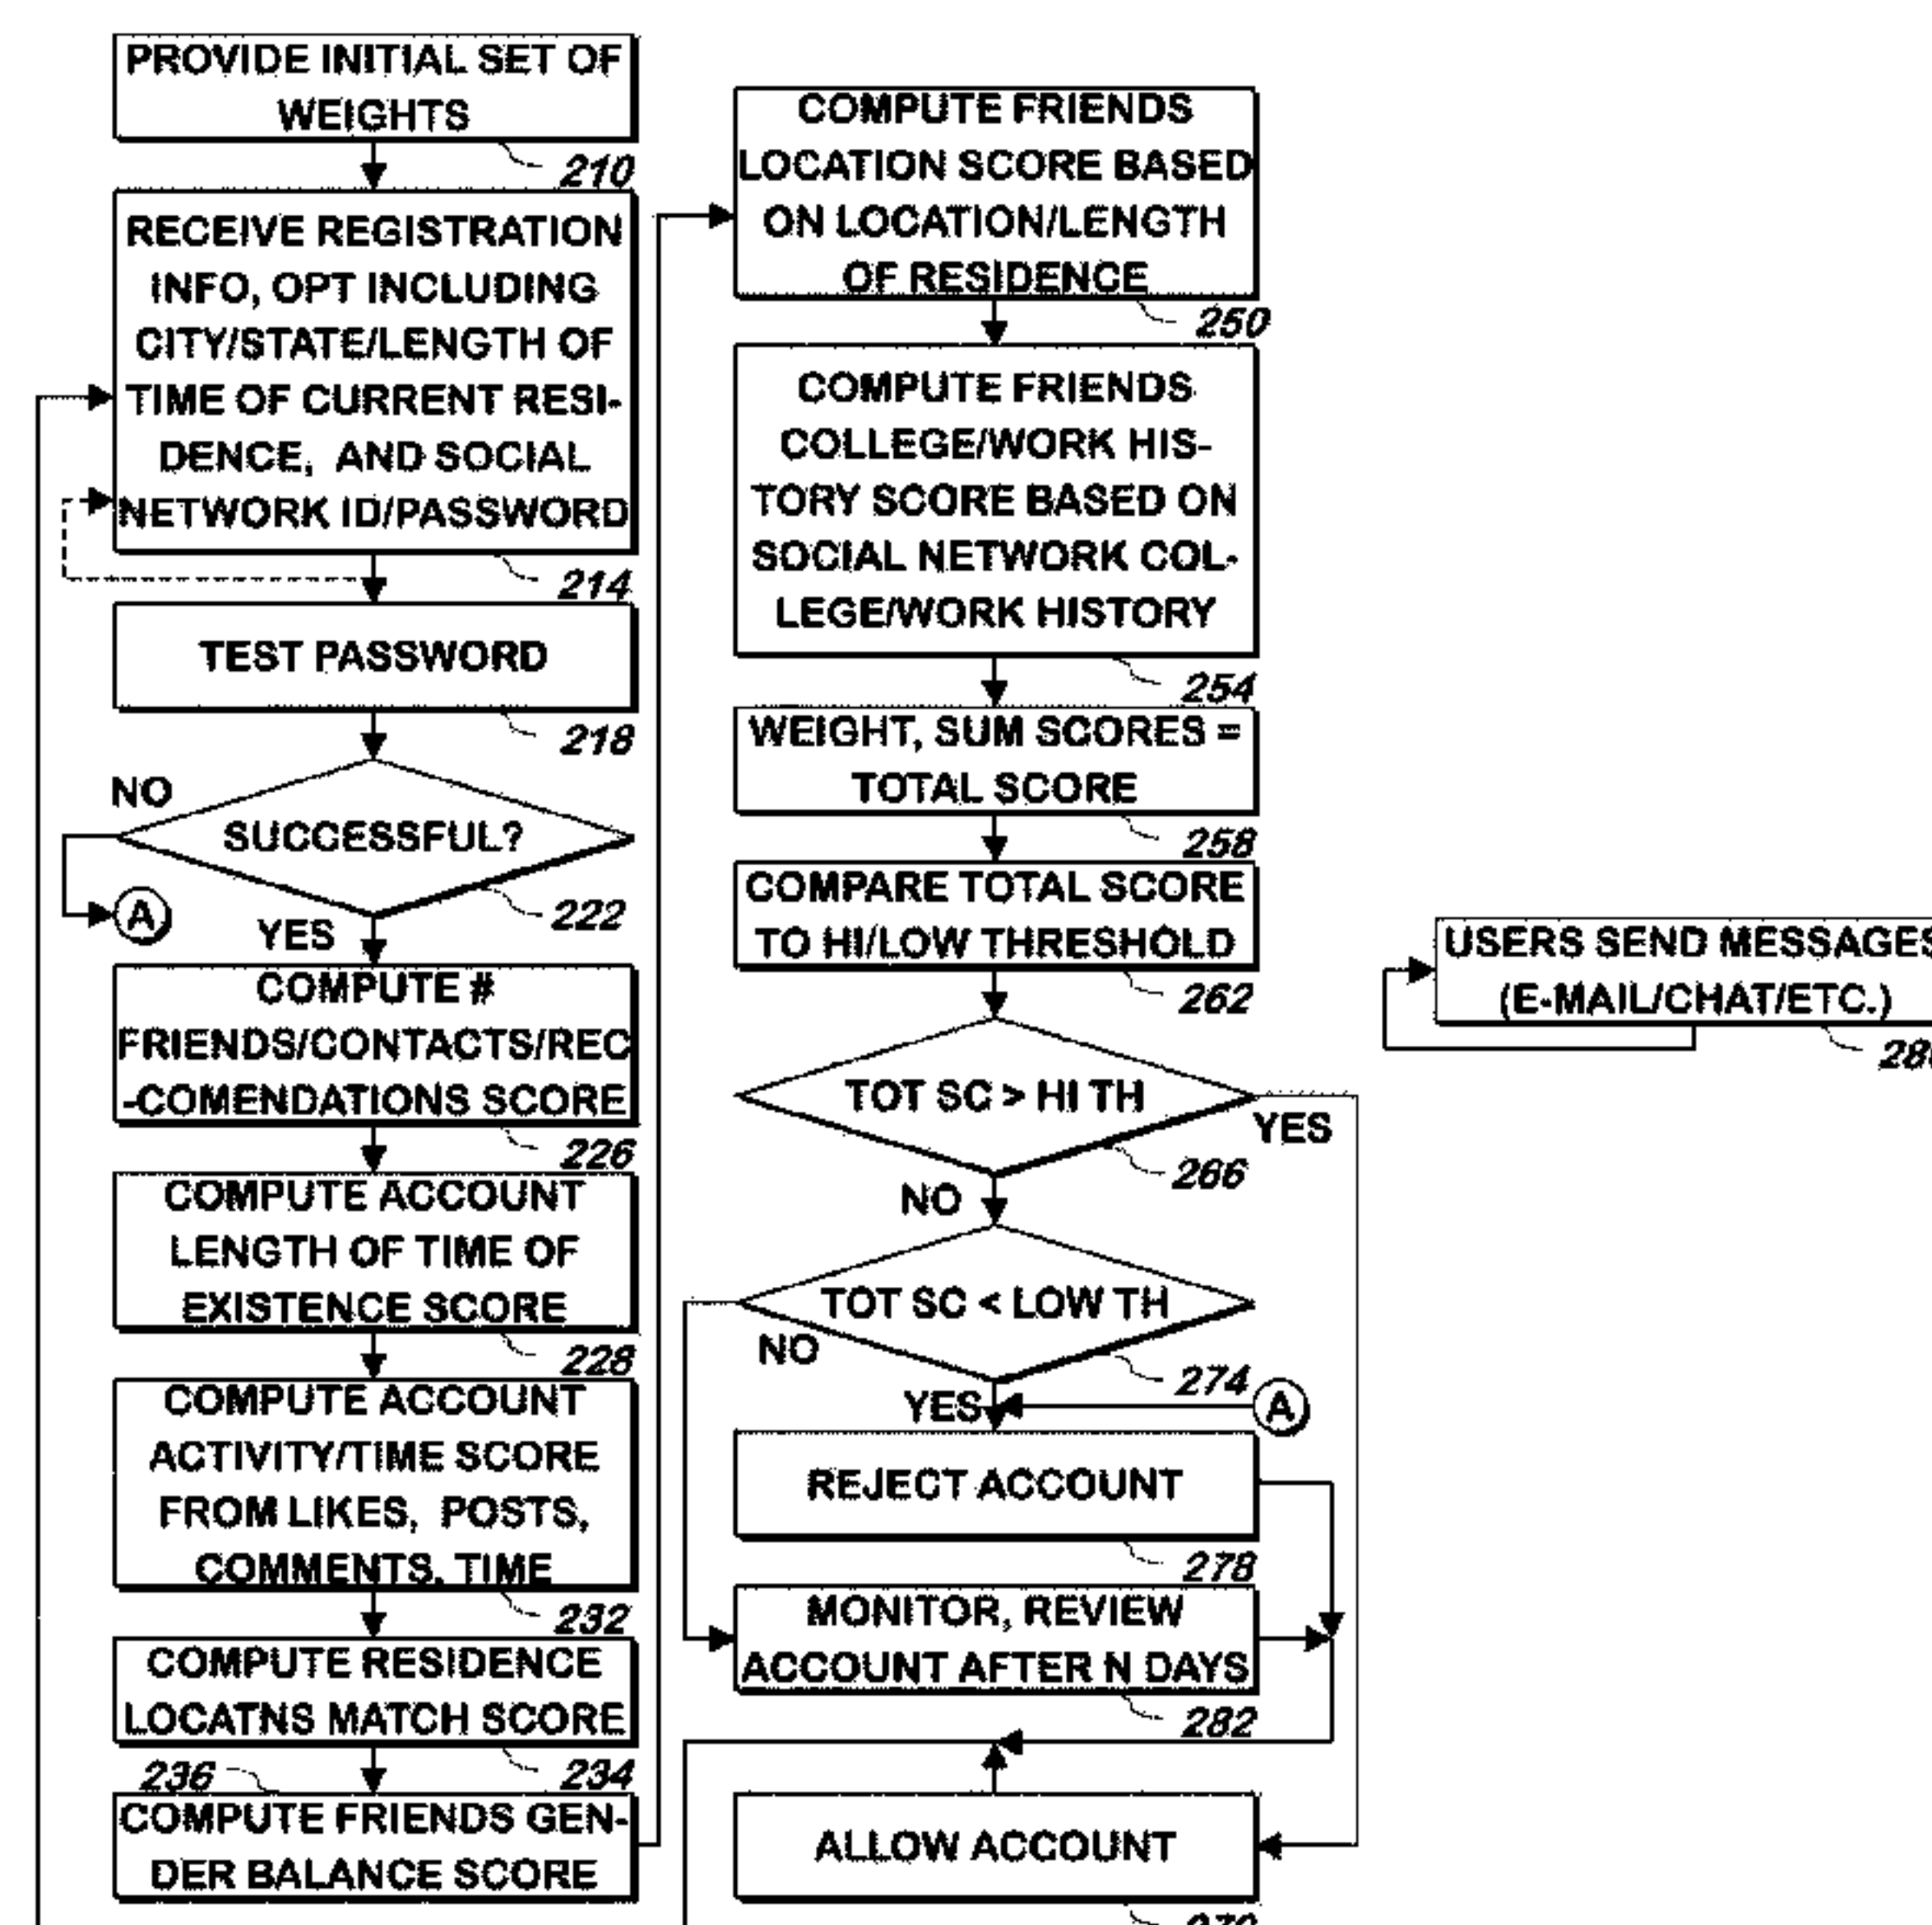 PROVIDE INITIAL SET OF
WEIGHTS
210
RECEIVE REGISTRATION
INFO, OPT INCLUDING
CITY/STATE/LENGTH OF
TIME OF CURRENT RESI-
DENCE, AND SOCIAL
NETWORK ID/PASSWORD
214
TEST PASSWORD
218
NO
SUCCESSFUL?
A
222
YES
COMPUTE #
FRIENDS/CONTACTS/REC
-COMENDATIONS SCORE
226
COMPUTE ACCOUNT
LENGTH OF TIME OF
EXISTENCE SCORE
228
COMPUTE ACCOUNT
ACTIVITY/TIME SCORE
FROM LIKES, POSTS,
COMMENTS, TIME
232
COMPUTE RESIDENCE
LOCATNS MATCH SCORE
234
236
COMPUTE FRIENDS GEN-
DER BALANCE SCORE
COMPUTE FRIENDS
LOCATION SCORE BASED
ON LOCATION/LENGTH
OF RESIDENCE
250
COMPUTE FRIENDS
COLLEGE/WORK HIS-
TORY SCORE BASED ON
SOCIAL NETWORK COL-
LEGE/WORK HISTORY
254
WEIGHT, SUM SCORES =
TOTAL SCORE
258
COMPARE TOTAL SCORE
TO HI/LOW THRESHOLD
262
TOT SC > HI TH
YES
266
NO
TOT SC < LOW TH
NO
274
YES
A
REJECT ACCOUNT
278
MONITOR, REVIEW
ACCOUNT AFTER N DAYS
282
ALLOW ACCOUNT
USERS SEND MESSAGES
(E-MAIL/CHAT/ETC.)